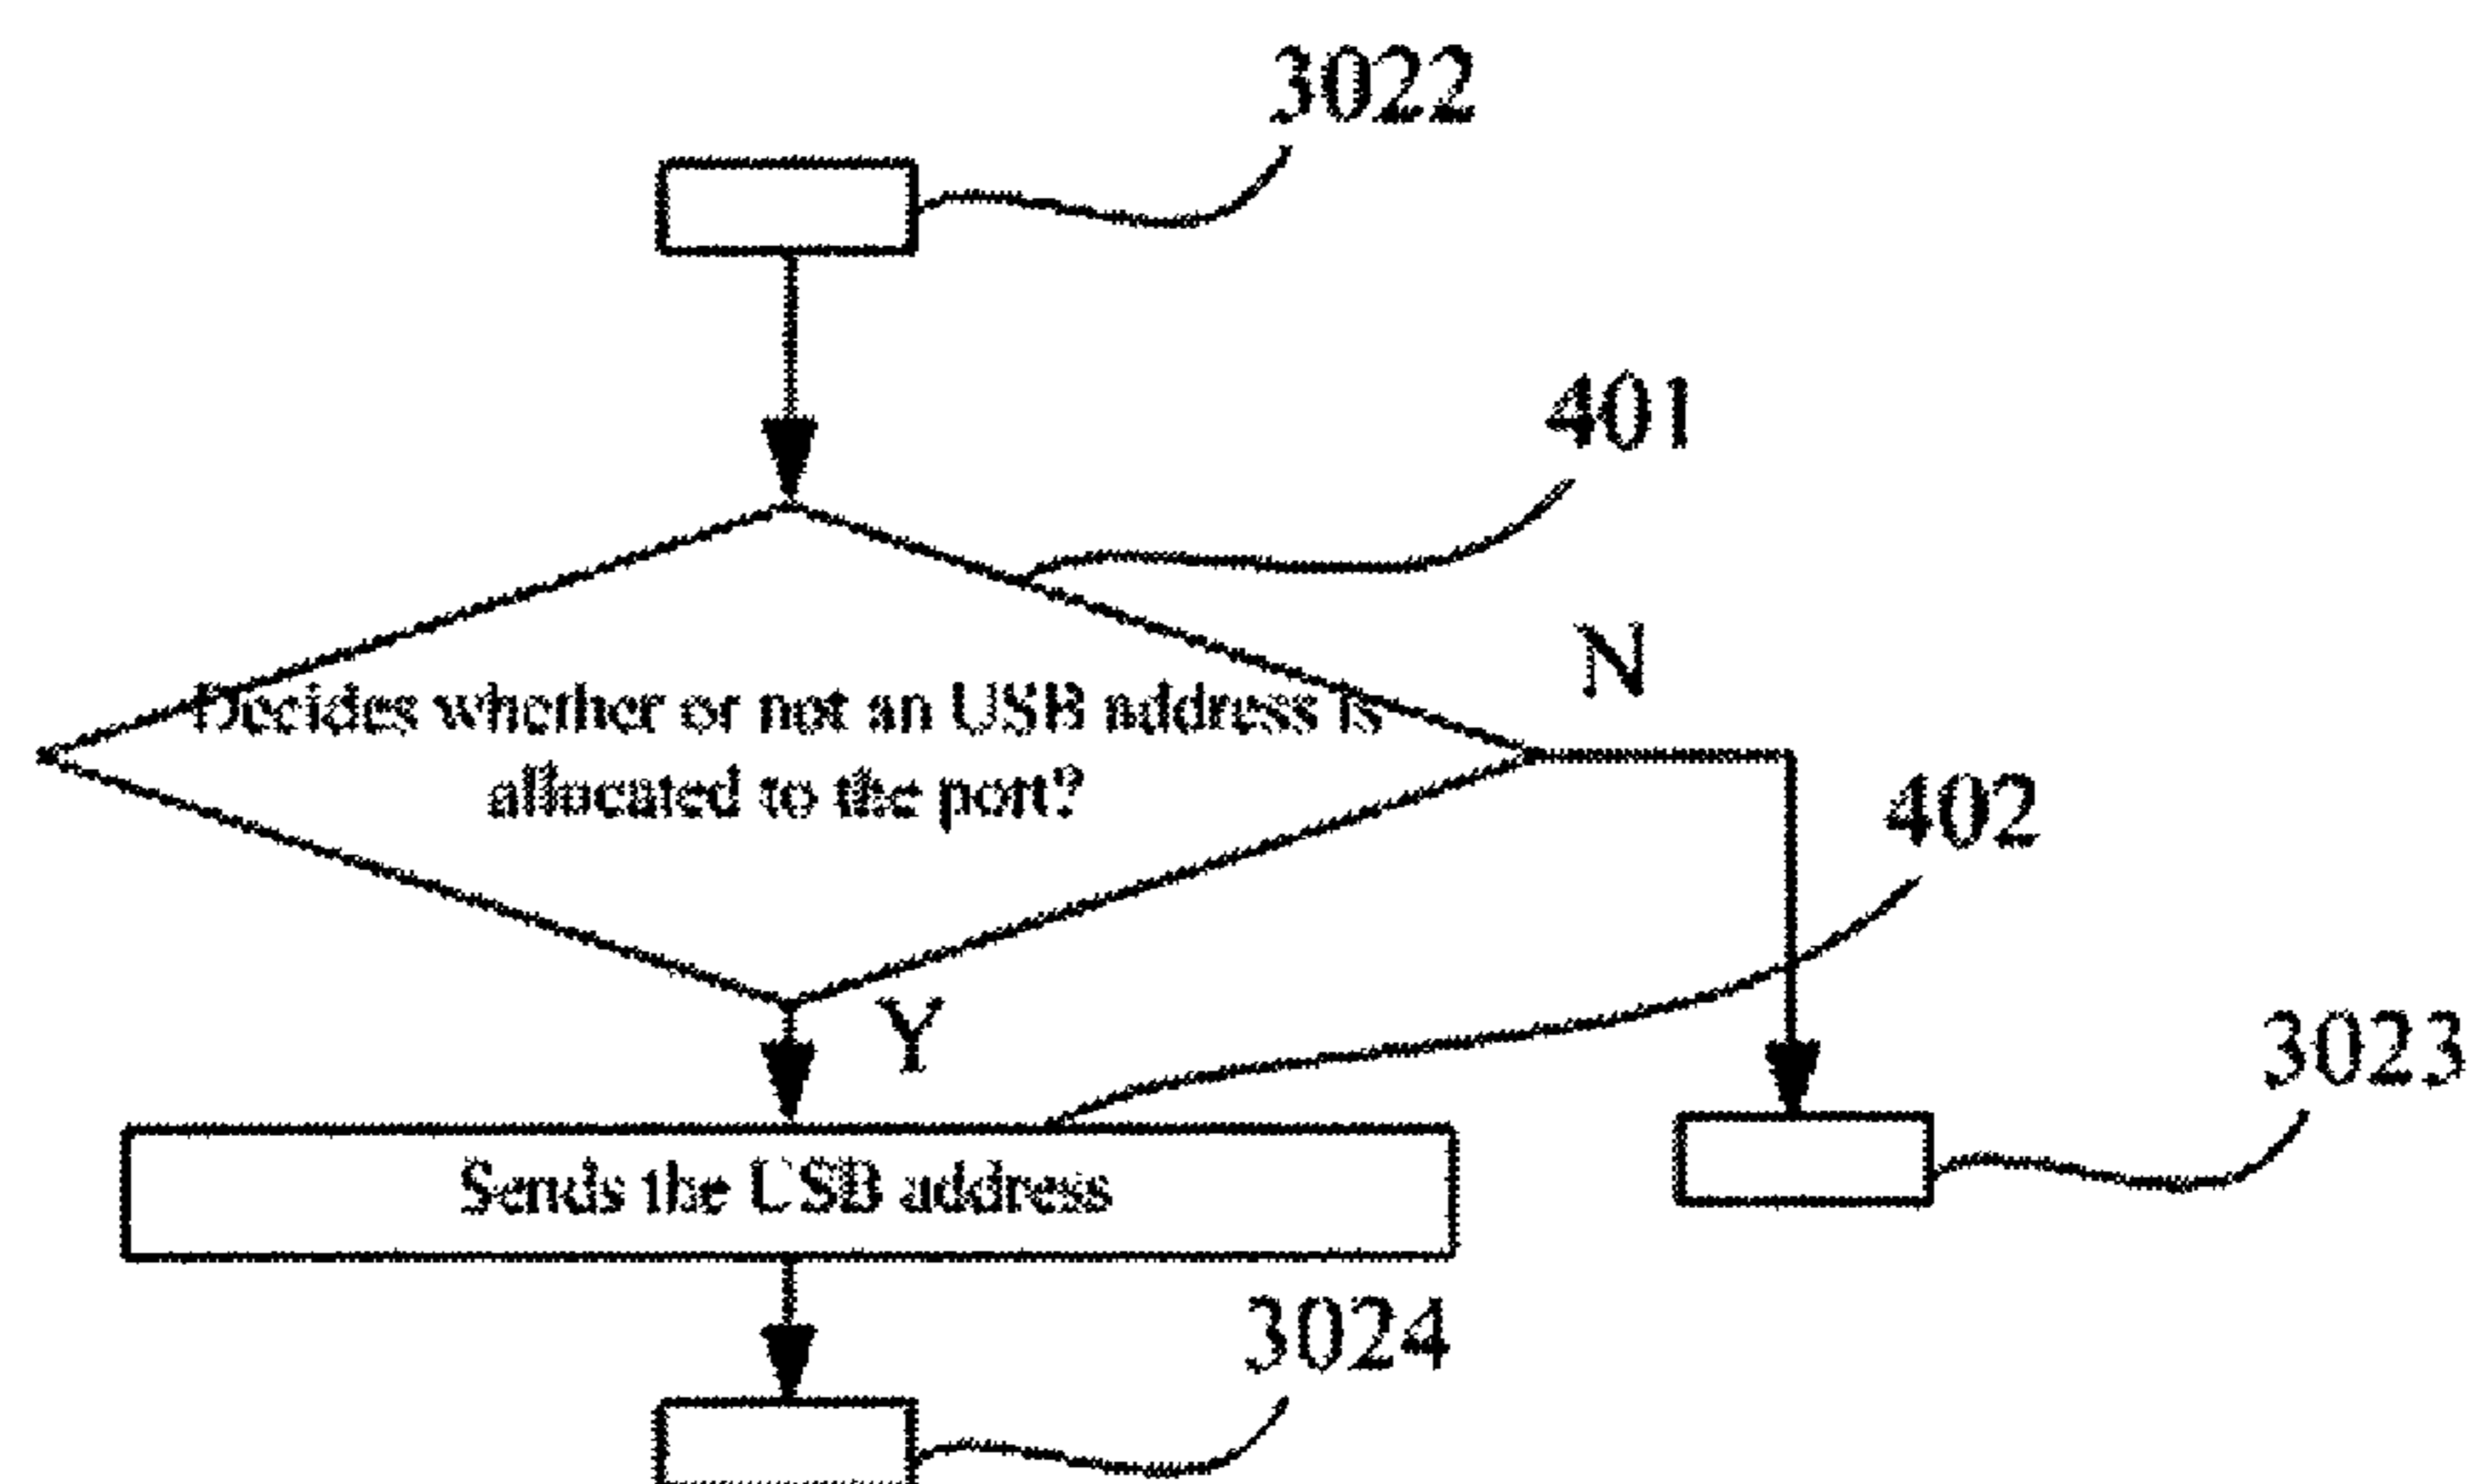 3022
401
N
Decides whether or not an USB address is
allocated to the port?
402
Y
3023
Sends the USB address
3024